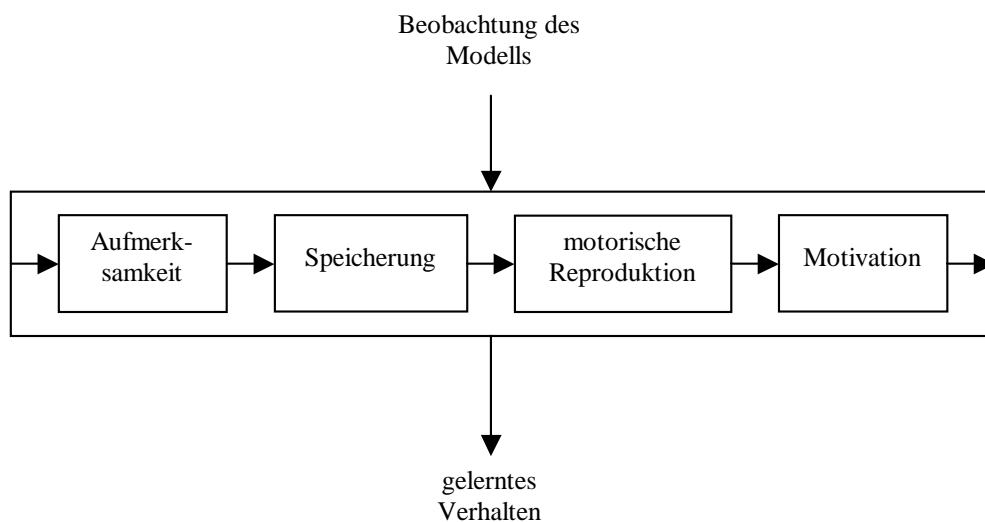 Beobachtung des
Modells
Aufmerk-
samkeit
Speicherung
motorische
Reproduktion
Motivation
gelerntes
Verhalten